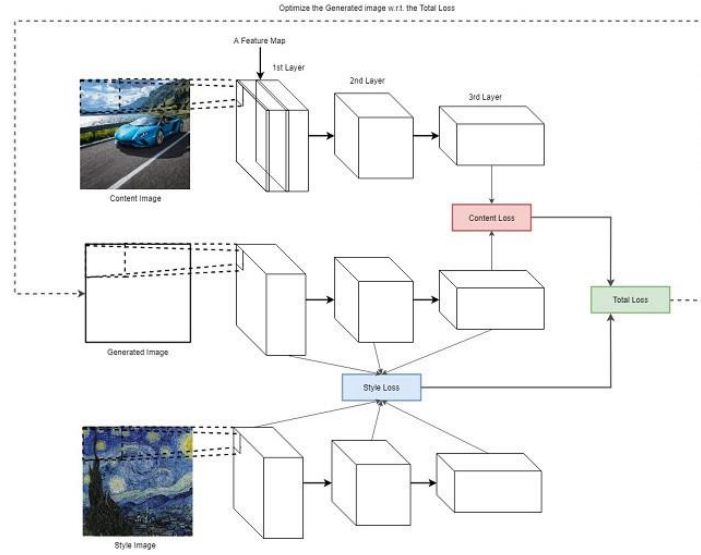 Optimize the Generated image w.r.t. the Total Loss
A Feature Map
1st Layer
2nd Layer
3rd Layer
Content Image
Content Loss
Total Loss
Generated Image
Style Loss
Style Image